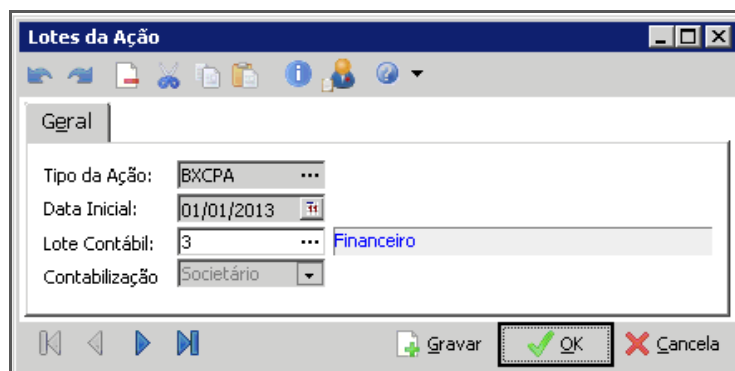 Lotes da Ação
Geral
Tipo da Ação: BXCPA ...
Data Inicial: 01/01/2013
Lote Contábil: 3 ... Financeiro
Contabilização Societário
Gravar OK Cancela